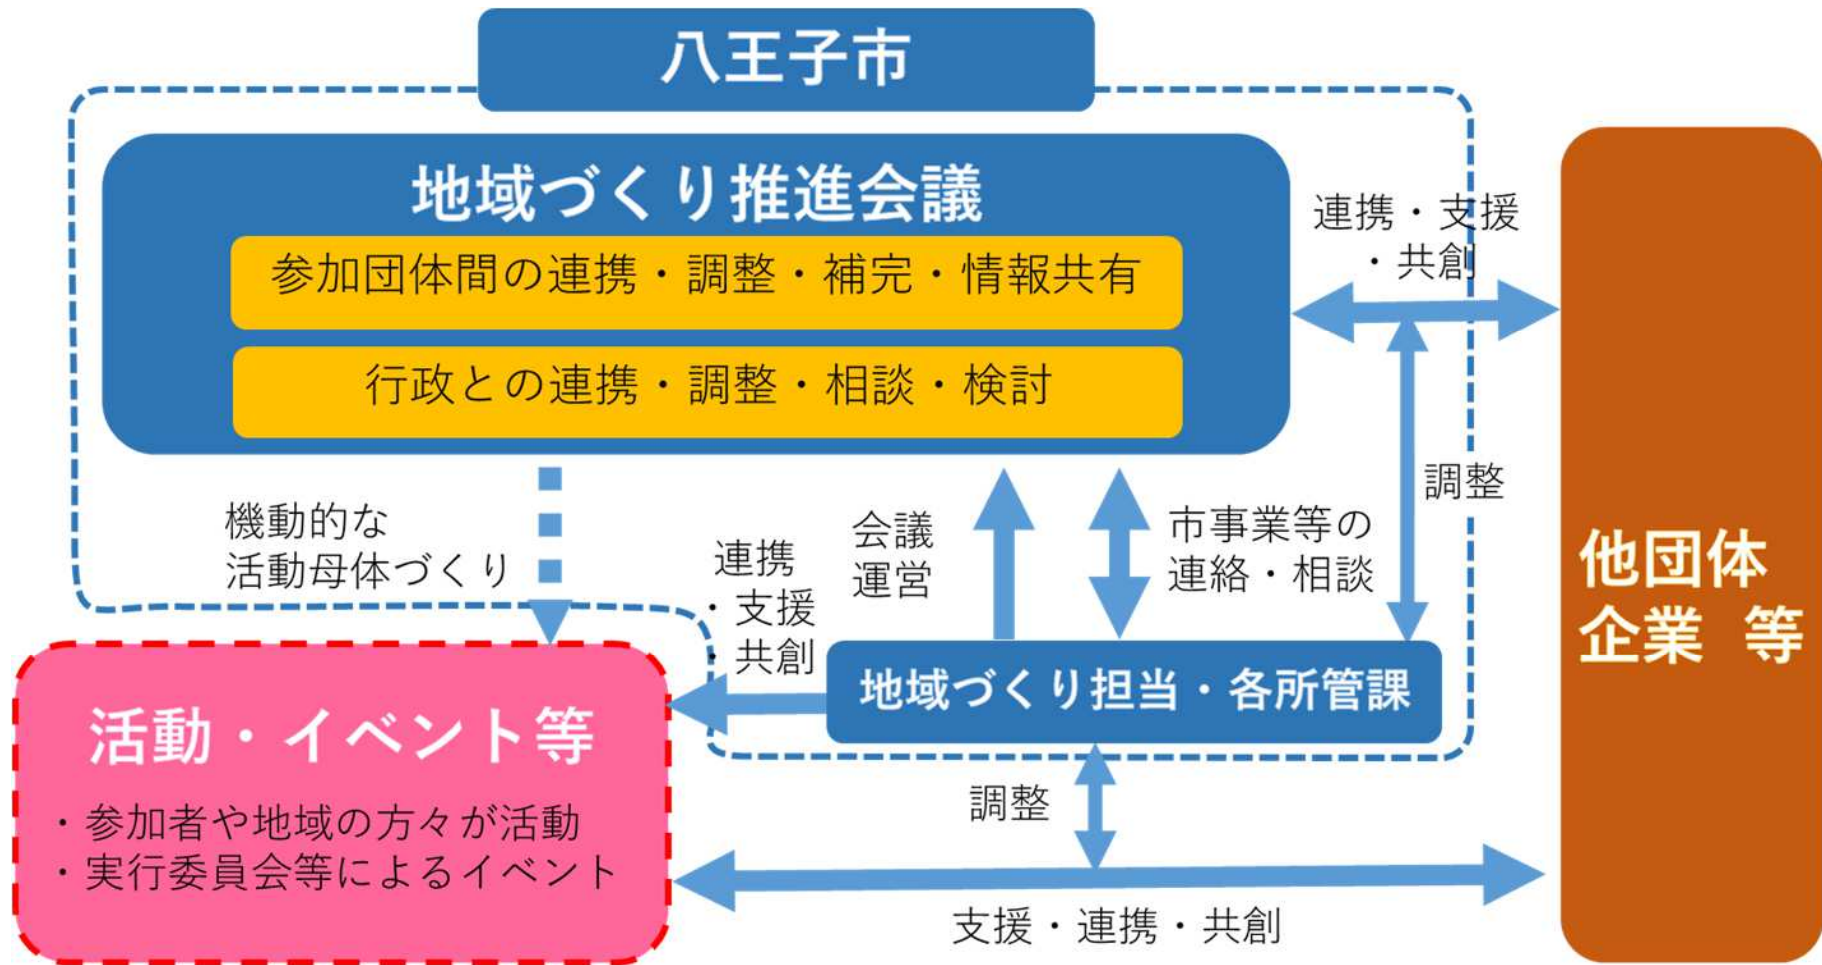 八王子市
地域づくり推進会議
参加団体間の連携・調整・補完・情報共有
行政との連携・調整・相談・検討
連携・支援
・共創
調整
機動的な
活動母体づくり
連携
・支援
・共創
会議
運営
市事業等の
連絡・相談
他団体
企業 等
地域づくり担当・各所管課
活動・イベント等
・参加者や地域の方々が活動
・実行委員会等によるイベント
調整
支援・連携・共創